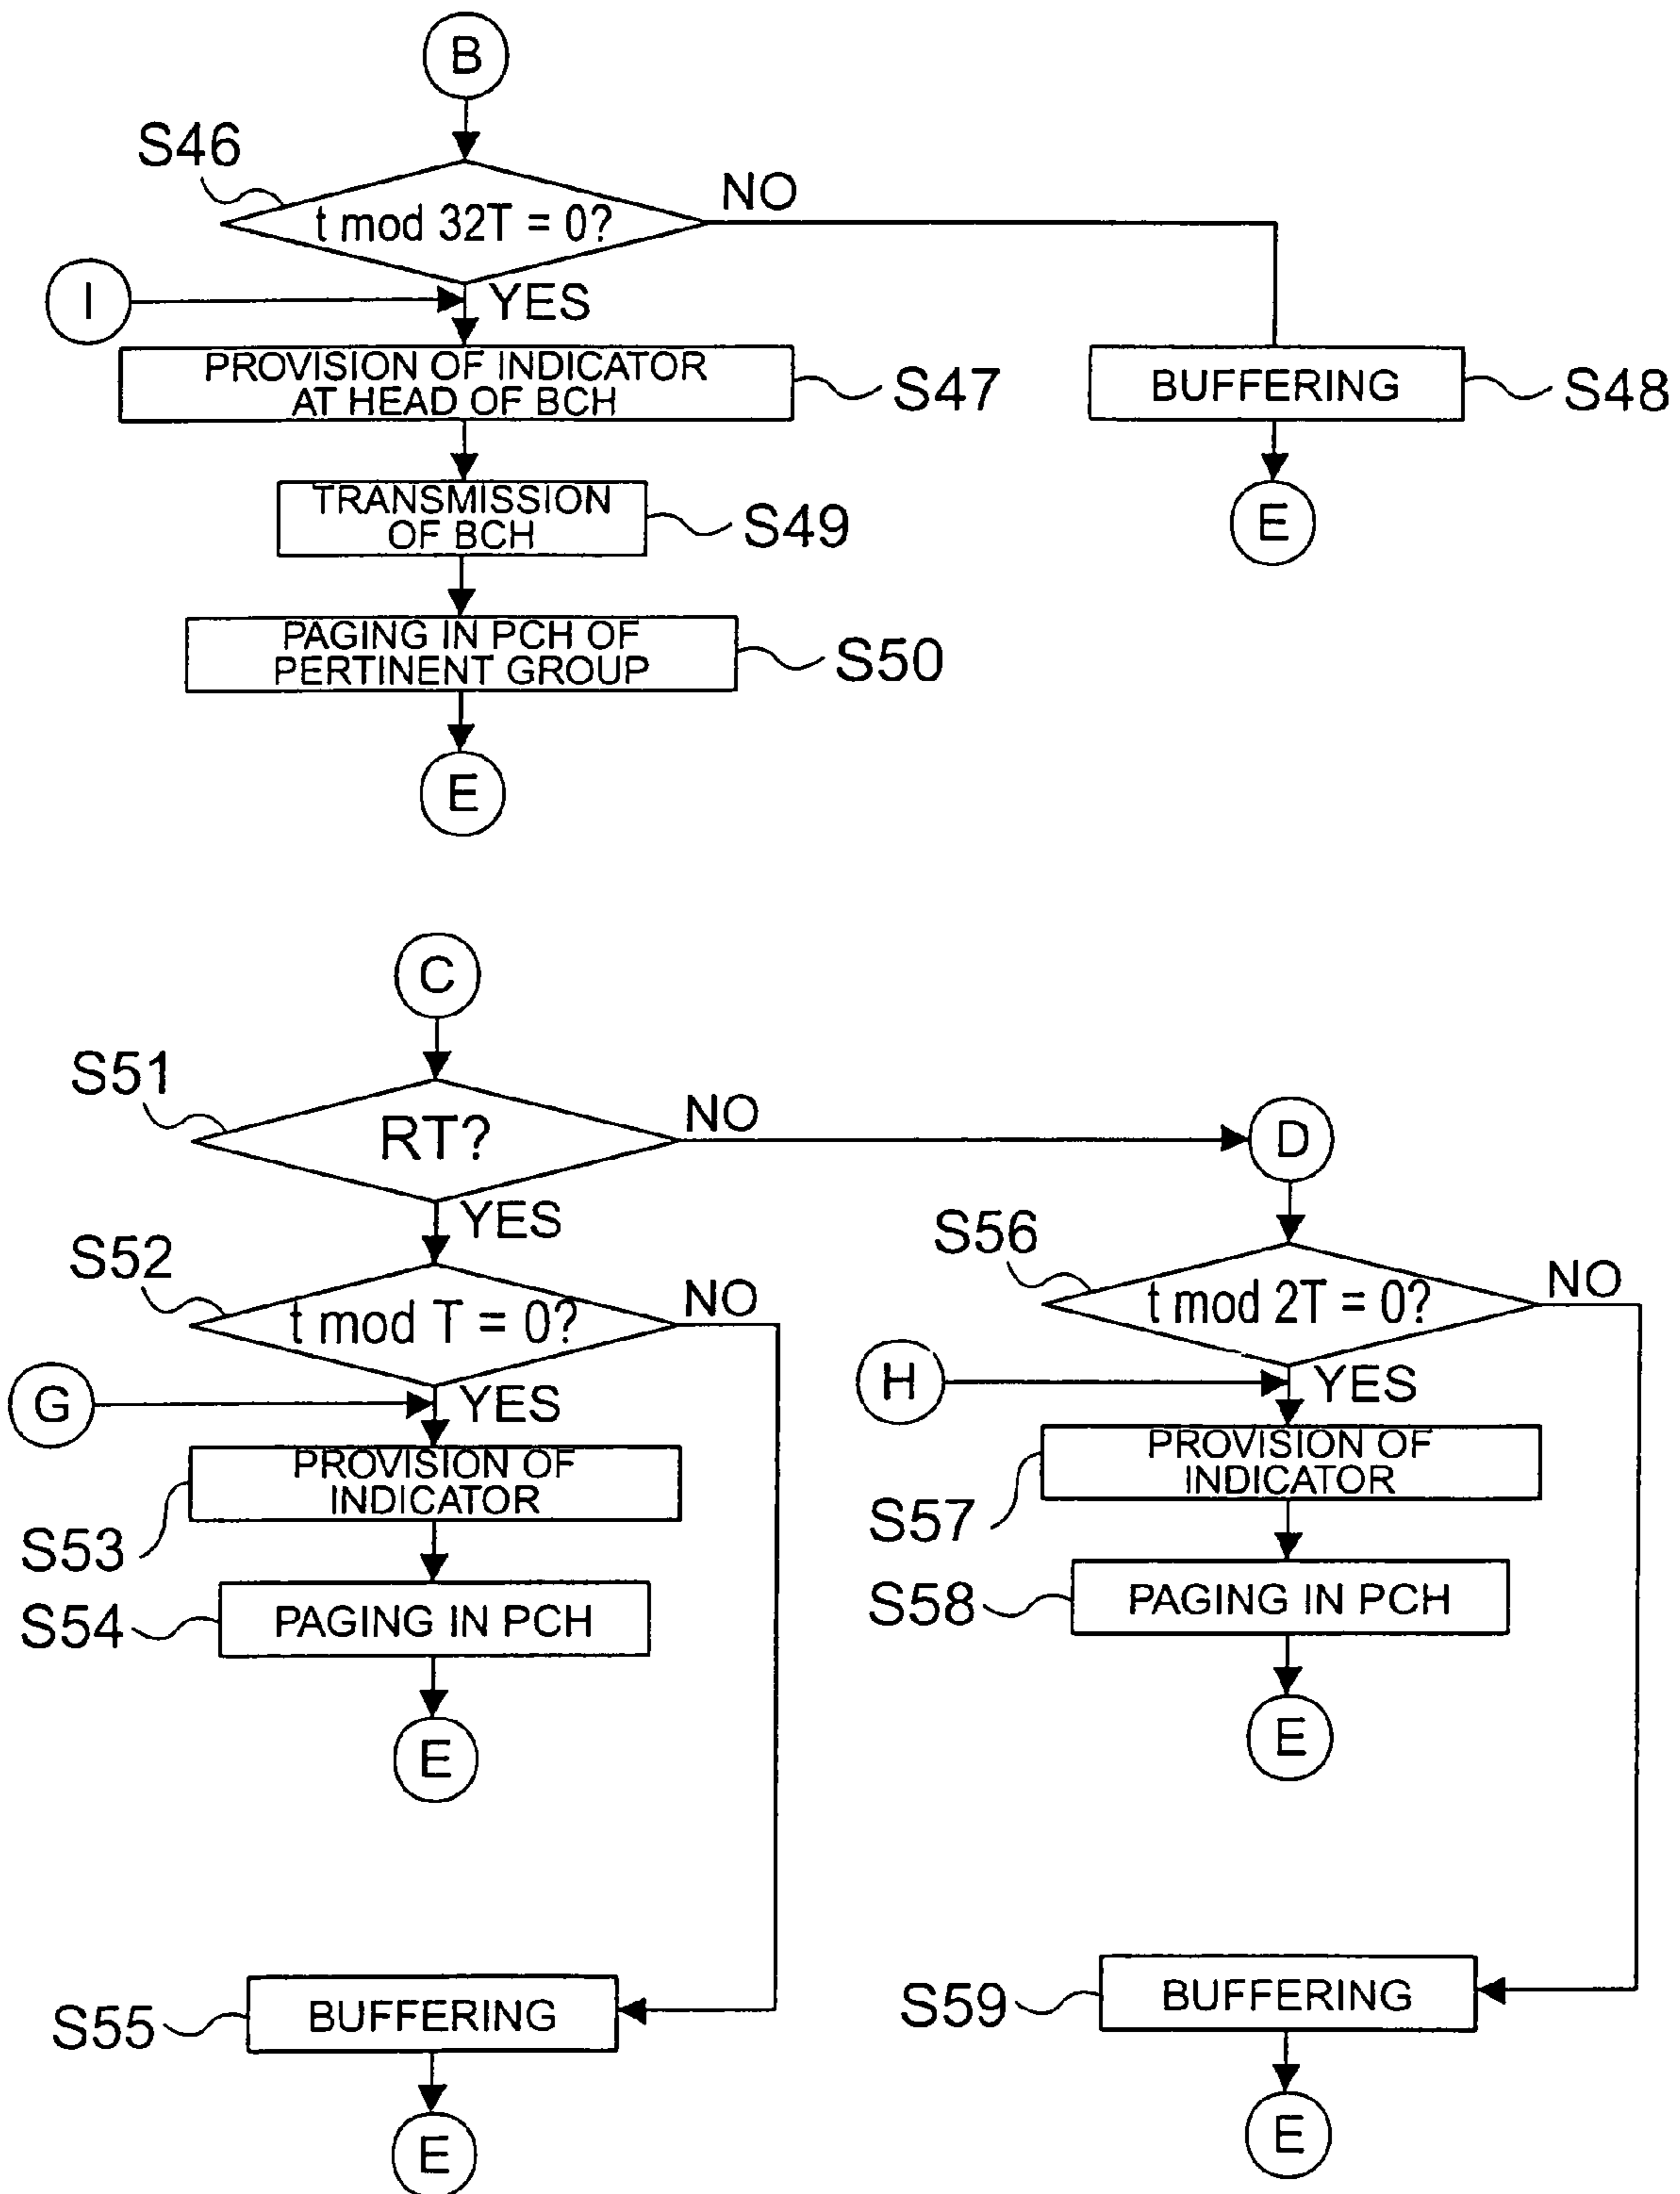 B
S46
t mod 32T = 0?
NO
I
YES
PROVISION OF INDICATOR
AT HEAD OF BCH
S47
BUFFERING
S48
TRANSMISSION
OF BCH
S49
E
PAGING IN PCH OF
PERTINENT GROUP
S50
E
C
S51
RT?
NO
D
YES
S52
t mod T = 0?
NO
S56
t mod 2T = 0?
NO
G
YES
H
YES
PROVISION OF
INDICATOR
S53
PROVISION OF
INDICATOR
S57
S54
PAGING IN PCH
S58
PAGING IN PCH
E
E
S55
BUFFERING
S59
BUFFERING
E
E